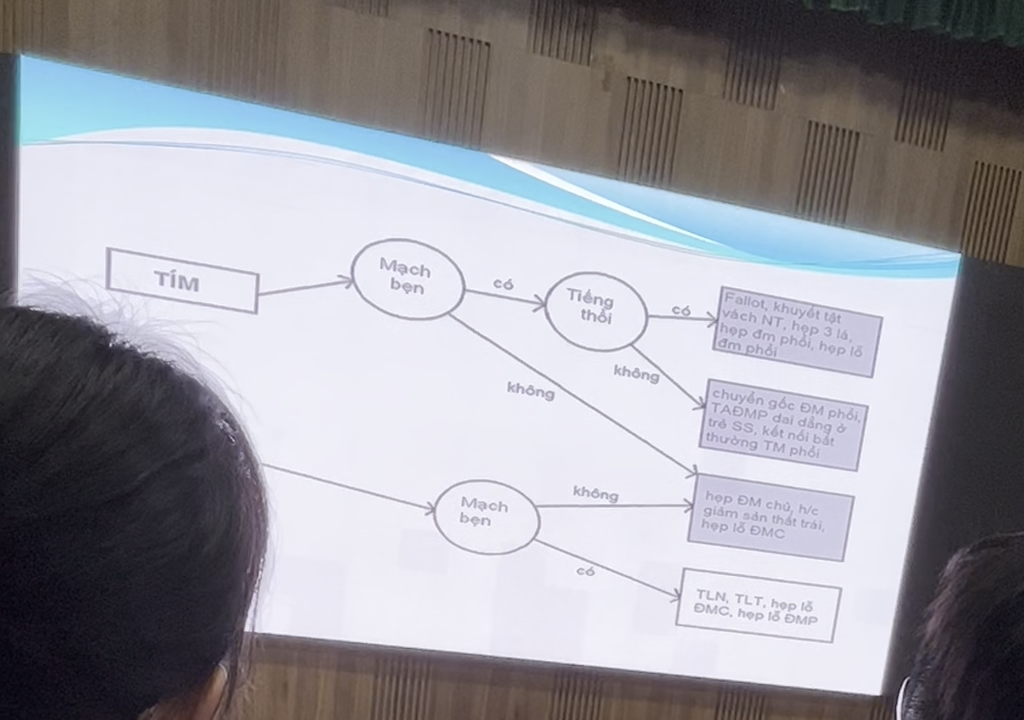 TÍM
Mạch
bẹn
có
Tiếng
thổi
có
Fallot, khuyết tật
vách NT, hẹp 3 lá,
hẹp đm phổi, hẹp lỗ
đm phổi
không
chuyển gốc ĐM phổi,
TAĐMP dai dẳng ở
trẻ SS, kết nối bất
thường TM phổi
không
Mạch
bẹn
không
hẹp ĐM chủ, h/c
giảm sản thất trái,
hẹp lỗ ĐMC
có
TLN, TLT, hẹp lỗ
ĐMC, hẹp lỗ ĐMP